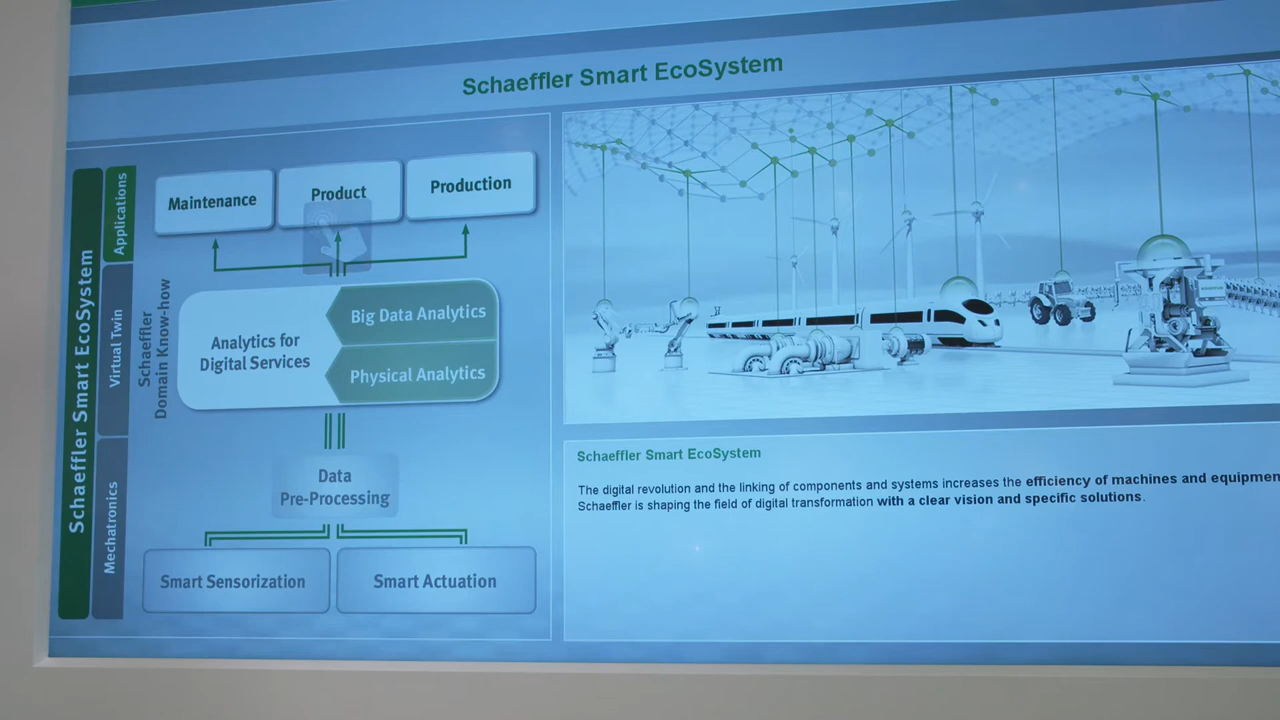 Schaeffler Smart EcoSystem
Schaeffler Smart EcoSystem
Applications
Virtual Twin
Mechatronics
Schaeffler
Domain Know-how
Maintenance
Product
Production
Analytics for
Digital Services
Big Data Analytics
Physical Analytics
Data
Pre-Processing
Smart Sensorization
Smart Actuation
Schaeffler Smart EcoSystem
The digital revolution and the linking of components and systems increases the efficiency of machines and equipmen
Schaeffler is shaping the field of digital transformation with a clear vision and specific solutions.